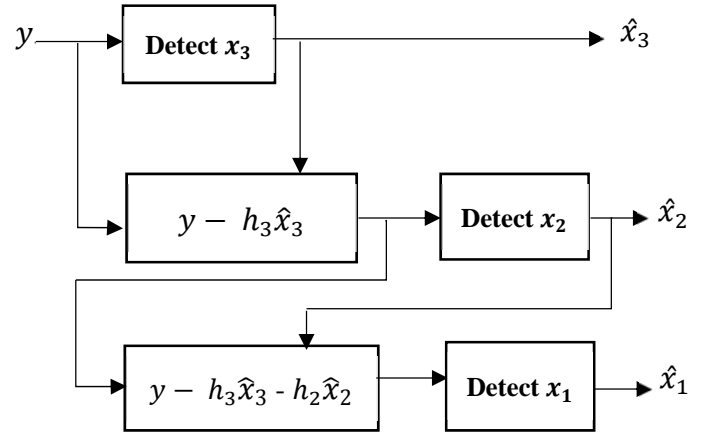 y Detect x₃ x̂₃
y − h₃x̂₃ Detect x₂ x̂₂
y − h₃x̂₃ - h₂x̂₂ Detect x₁ x̂₁